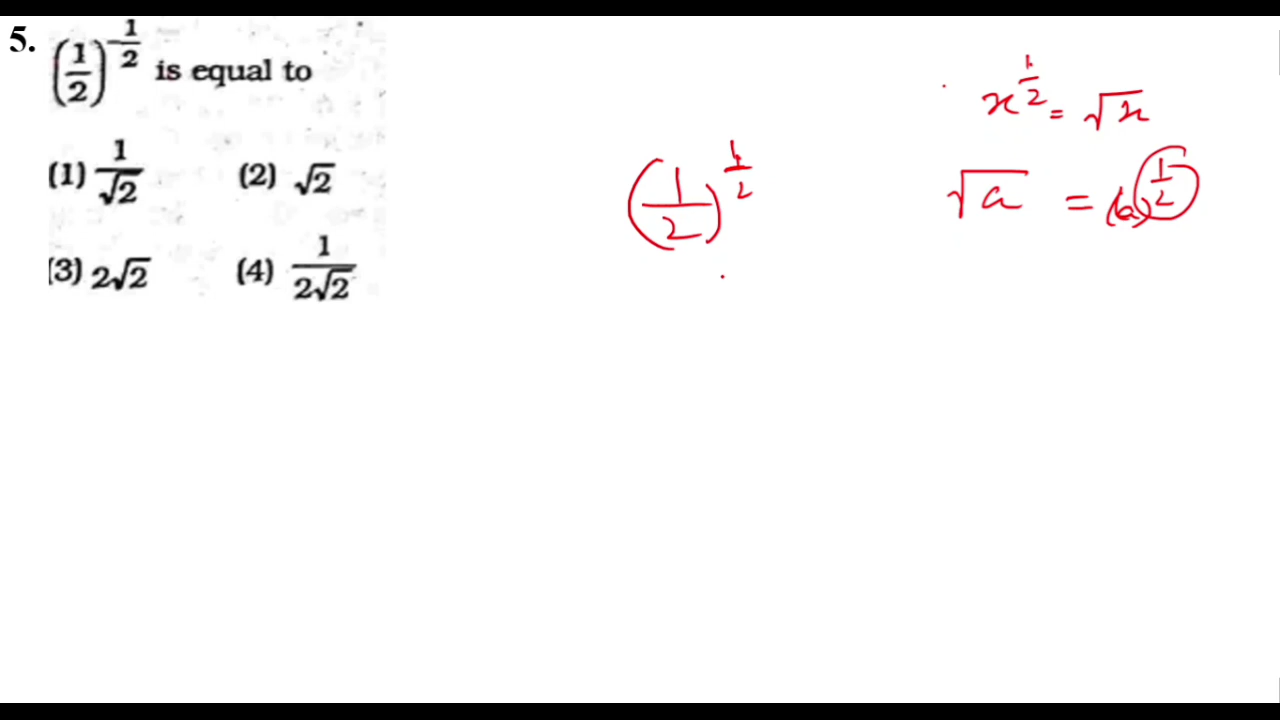 5. (1/2)^-1/2 is equal to
(1) 1/√2 (2) √2
(3) 2√2 (4) 1/2√2
x^1/2 = √x
(1/2)^1/2
√a = (a)^1/2